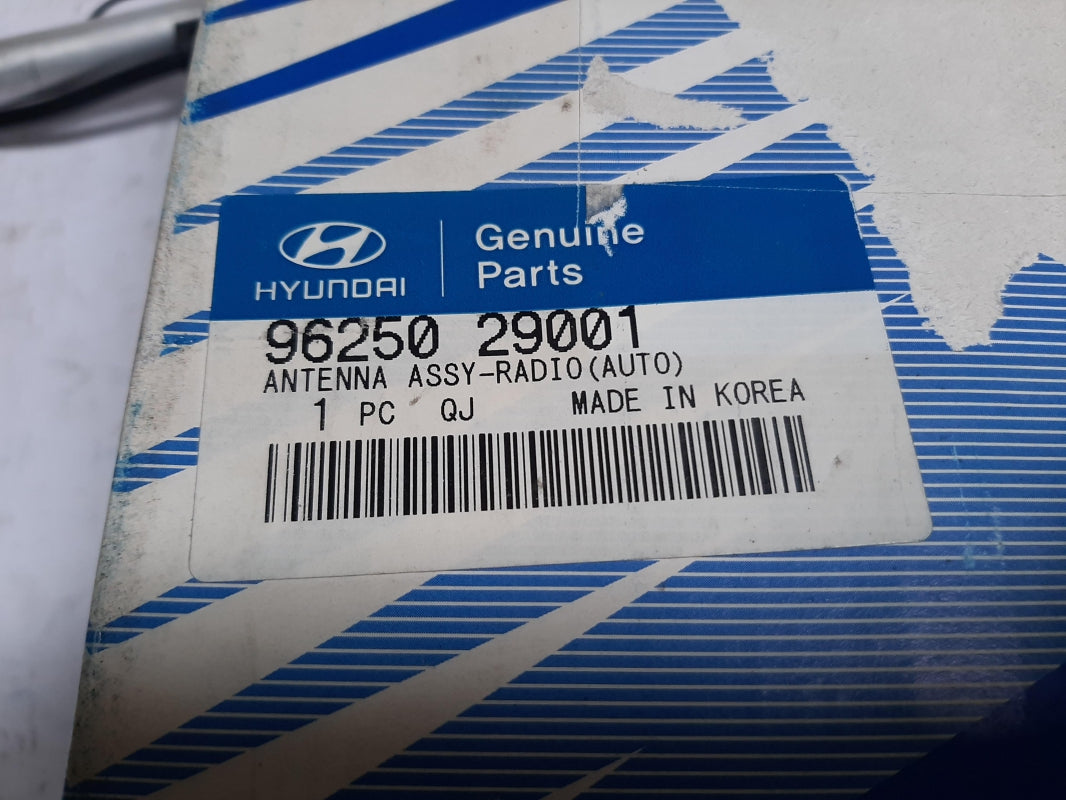 Genuine
HYUNDAI Parts
96250 29001
ANTENNA ASSY-RADIO(AUTO)
1 PC QJ MADE IN KOREA